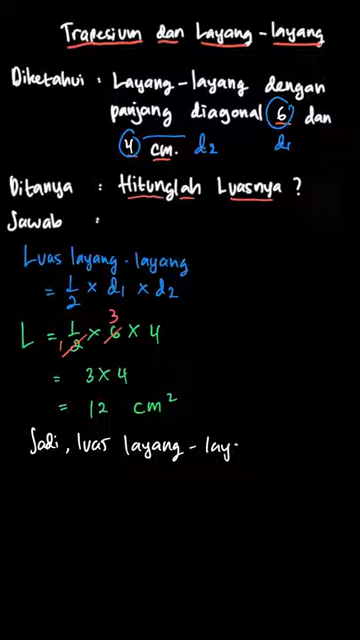 Trapesium dan Layang-layang
Diketahui : Layang-layang dengan
panjang diagonal 6 dan
4 cm. d2 d1
Ditanya : Hitunglah Luasnya ?
Jawab :
Luas layang-layang
= 1/2 × d1 × d2
3
L = 1/2 × 6 × 4
1
= 3 × 4
= 12 cm²
Jadi, luas layang-lay-